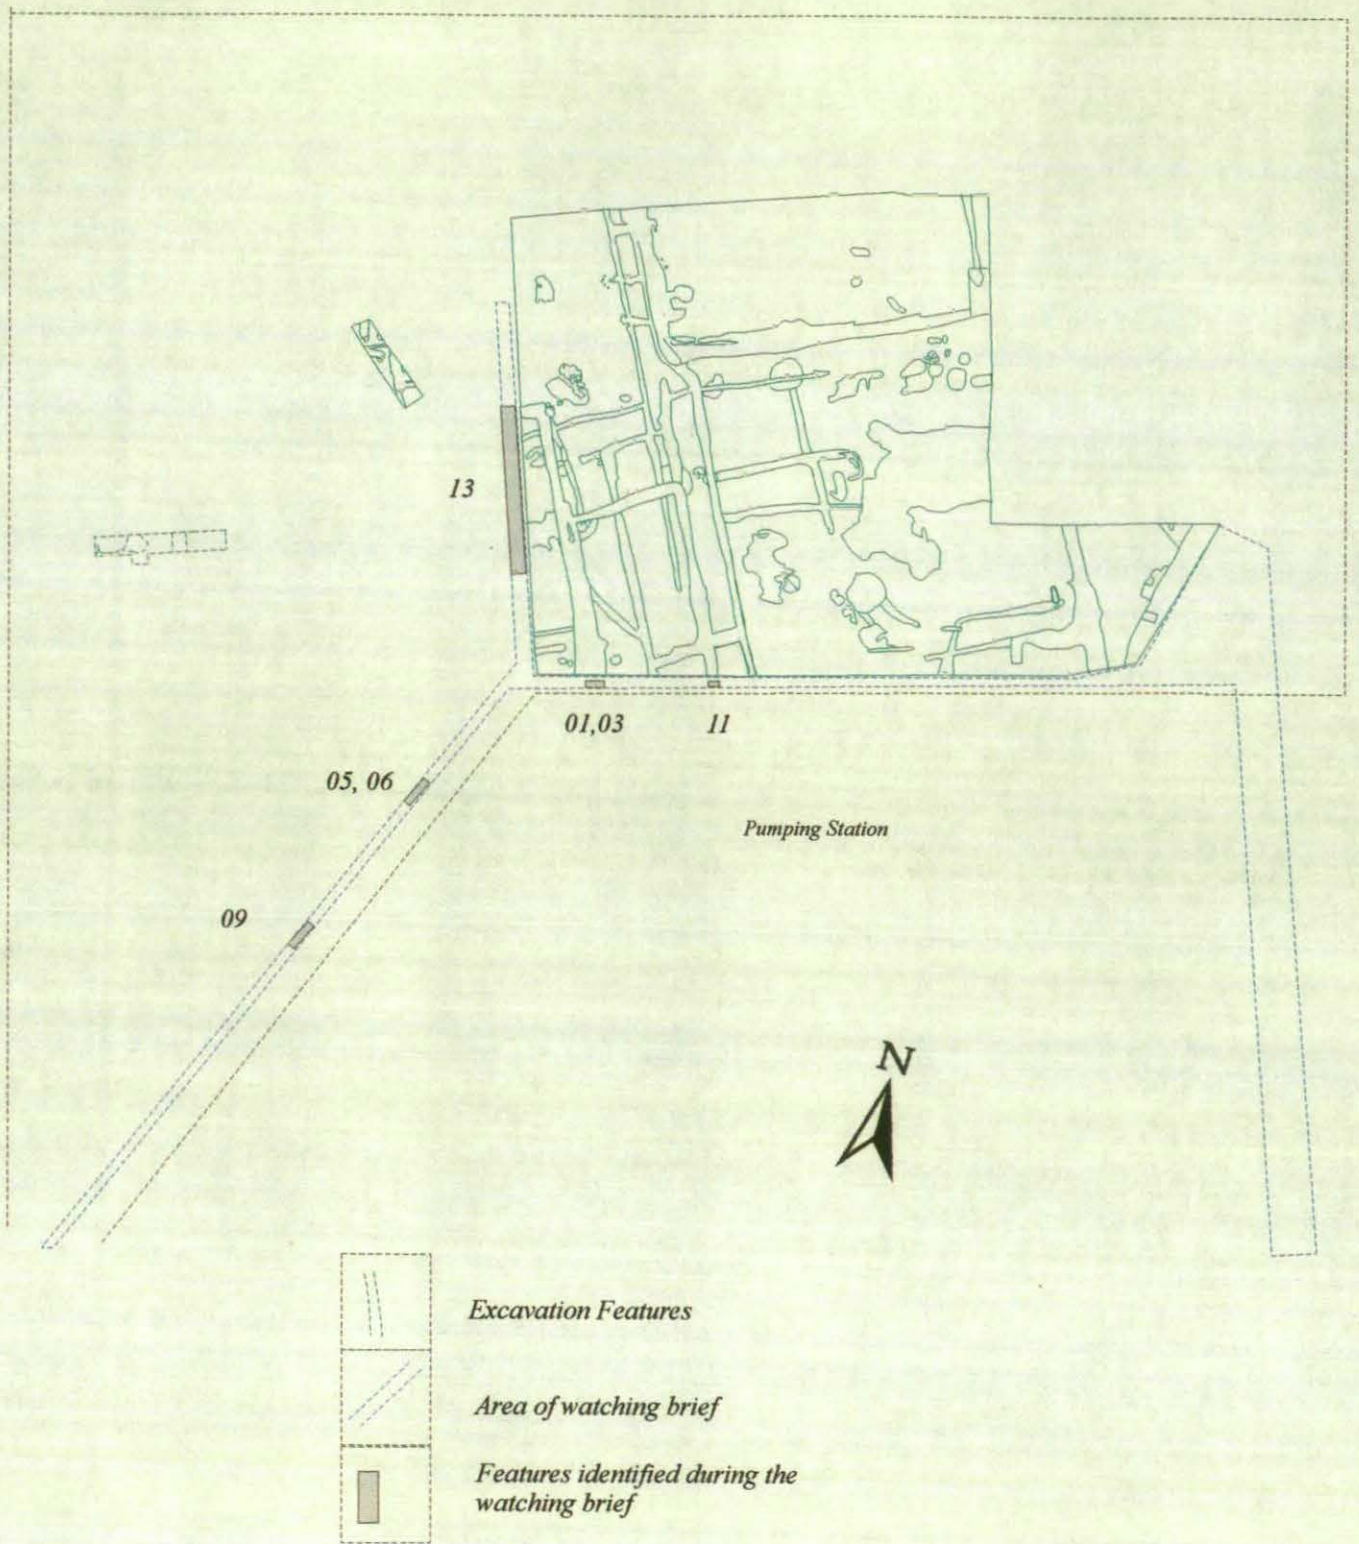 13
01,03
11
05, 06
Pumping Station
09
N
Excavation Features
Area of watching brief
Features identified during the
watching brief